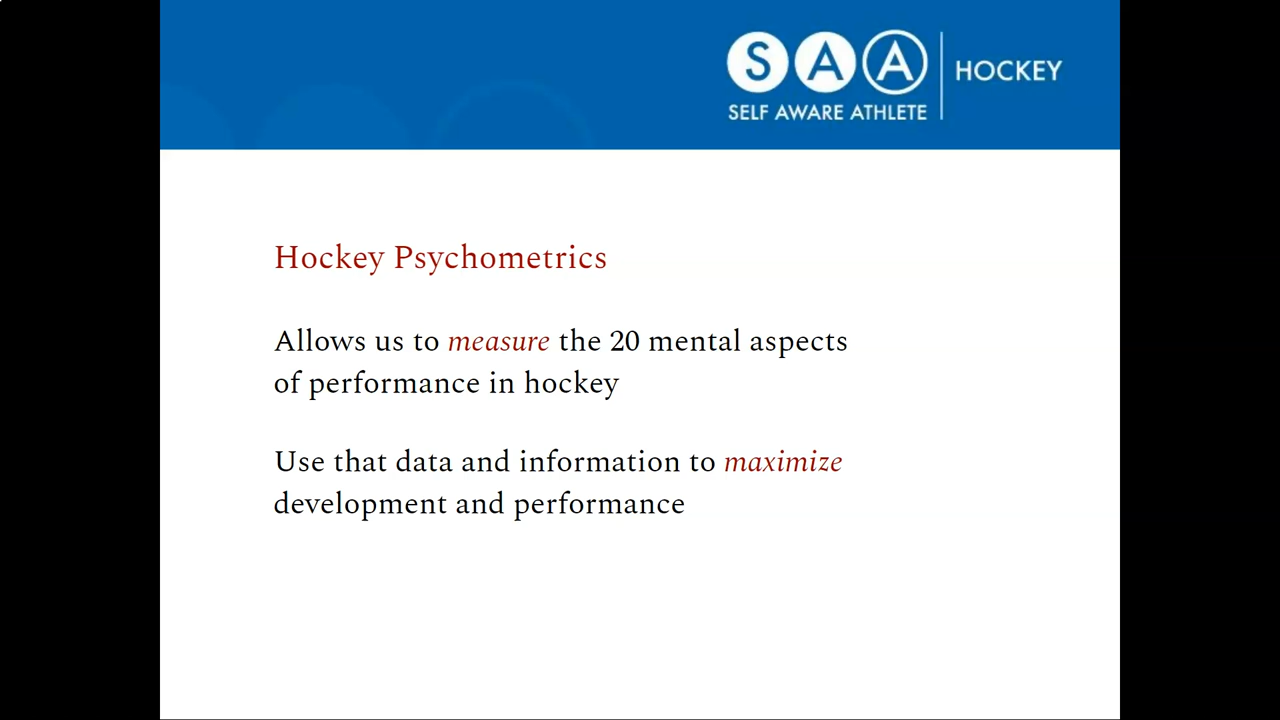 SAA
SELF AWARE ATHLETE
HOCKEY
Hockey Psychometrics
Allows us to measure the 20 mental aspects
of performance in hockey
Use that data and information to maximize
development and performance